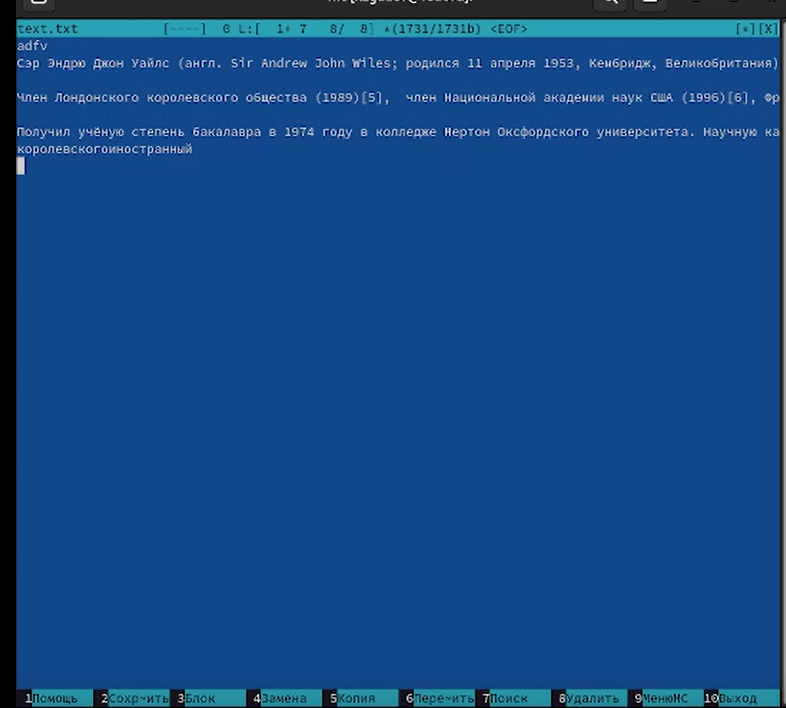 text.txt [----] 0 L:[ 1+ 7 8/ 8] *(1731/1731b) <EOF> [*][X]
adfv
Сэр Эндрю Джон Уайлс (англ. Sir Andrew John Wiles; родился 11 апреля 1953, Кембридж, Великобритания)
Член Лондонского королевского общества (1989)[5], член Национальной академии наук США (1996)[6], Фр
Получил учёную степень бакалавра в 1974 году в колледже Мертон Оксфордского университета. Научную ка
королевскогоиностранный
1Помощь 2Сохр~ить 3Блок 4Замена 5Копия 6Пере~ить 7Поиск 8Удалить 9МенюMC 10Выход